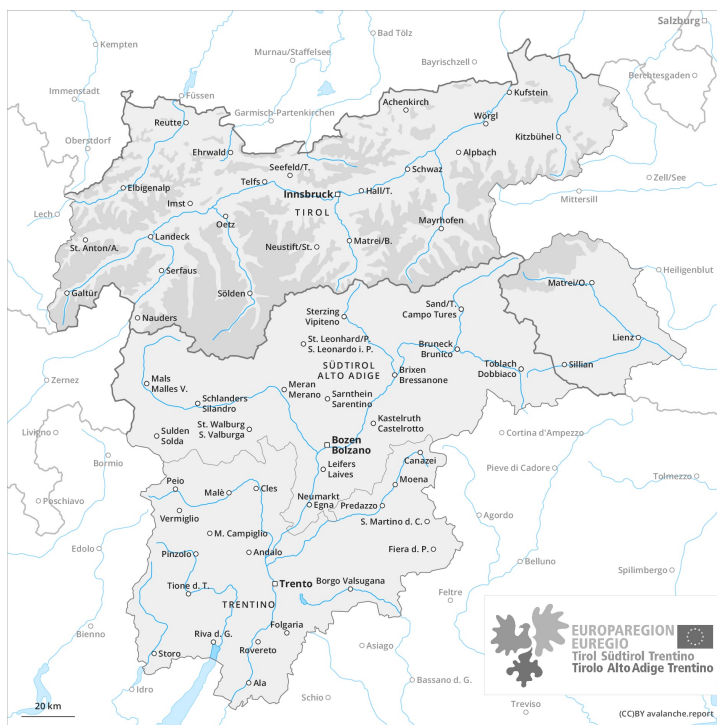 Salzburg
Kempten
Bad Tölz
Murnau/Staffelsee
Bayrischzell
Berchtesgaden
Immenstadt
Füssen
Kufstein
Garmisch-Partenkirchen
Achenkirch
Reutte
Wörgl
Oberstdorf
Kitzbühel
Ehrwald
Alpbach
Seefeld/T.
Schwaz
Telfs
Zell/See
Elbigenalp
Innsbruck
Hall/T.
Mittersill
Imst
TIROL
Lech
Oetz
Mayrhofen
St. Anton/A.
Landeck
Neustift/St.
Matrei/B.
Serfaus
Heiligenblut
Galtür
Sölden
Matrei/O.
Nauders
Sterzing
Vipiteno
Sand/T.
Campo Tures
Lienz
St. Leonhard/P.
S. Leonardo i. P.
Bruneck
Brunico
Toblach
Dobbiaco
Sillian
SÜDTIROL
ALTO ADIGE
Brixen
Bressanone
Zernez
Mals
Malles V.
Meran
Merano
Sarnthein
Sarentino
Schlanders
Silandro
Kastelruth
Castelrotto
St. Walburg
S. Valburga
Livigno
Sulden
Solda
Bozen
Bolzano
Cortina d'Ampezzo
Bormio
Canazei
Leifers
Laives
Pieve di Cadore
Tolmezzo
Peio
Malè
Cles
Moena
Poschiavo
Neumarkt
Egna
Predazzo
Vermiglio
S. Martino d. C.
Agordo
M. Campiglio
Edolo
Pinzolo
Andalo
Fiera d. P.
Belluno
Spilimbergo
Tione d. T.
Trento
Borgo Valsugana
Feltre
TRENTINO
Bienno
Folgaria
Riva d. G.
Rovereto
Asiago
Storo
Bassano d. G.
Idro
Ala
Schio
Treviso
EUROPAREGION
EUREGIO
Tirol Südtirol Trentino
Tirolo Alto Adige Trentino
20 km
(CC)BY avalanche.report